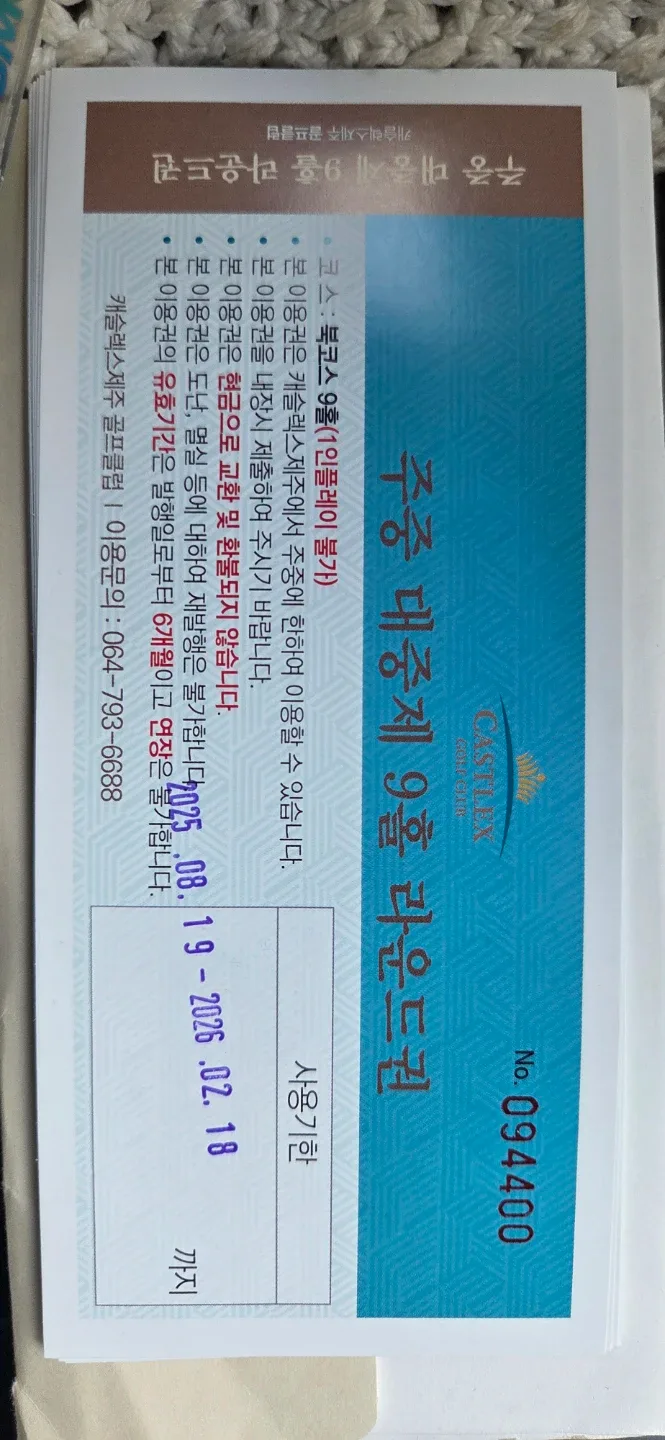 주중 대중제 9홀 라운드권
캐슬렉스제주 골프클럽
No. 094400
CASTLEX
GOLF CLUB
주중 대중제 9홀 라운드권
• 코 스 : 북코스 9홀(1인플레이 불가)
• 본 이용권은 캐슬렉스제주에서 주중에 한하여 이용할 수 있습니다.
• 본 이용권을 내장시 제출하여 주시기 바랍니다.
• 본 이용권은 현금으로 교환 및 환불되지 않습니다.
• 본 이용권은 도난, 멸실 등에 대하여 재발행은 불가합니다.
• 본 이용권의 유효기간은 발행일로부터 6개월이고 연장은 불가합니다.
캐슬렉스제주 골프클럽 | 이용문의 : 064-793-6688
사용기한
2025.08.19-2026.02.18
까지